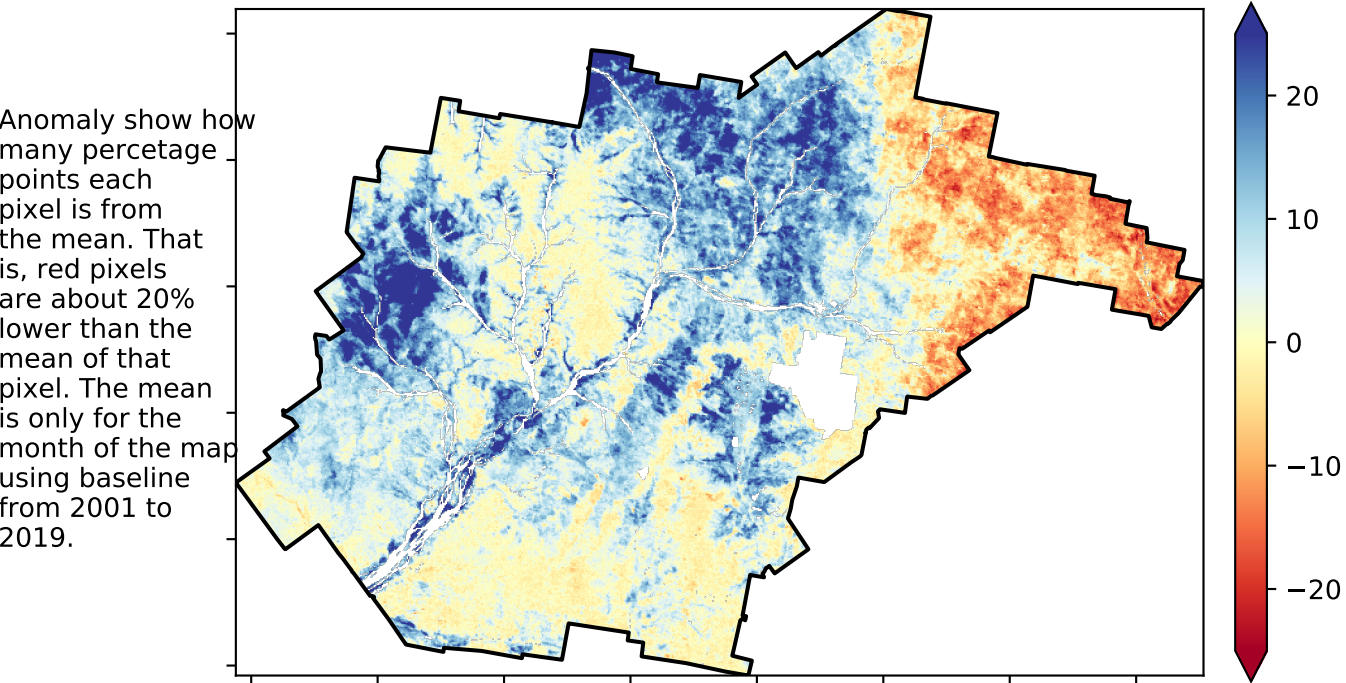 Anomaly show how
many percetage
points each
pixel is from
the mean. That
is, red pixels
are about 20%
lower than the
mean of that
pixel. The mean
is only for the
month of the map
using baseline
from 2001 to
2019.
20
10
0
−10
−20